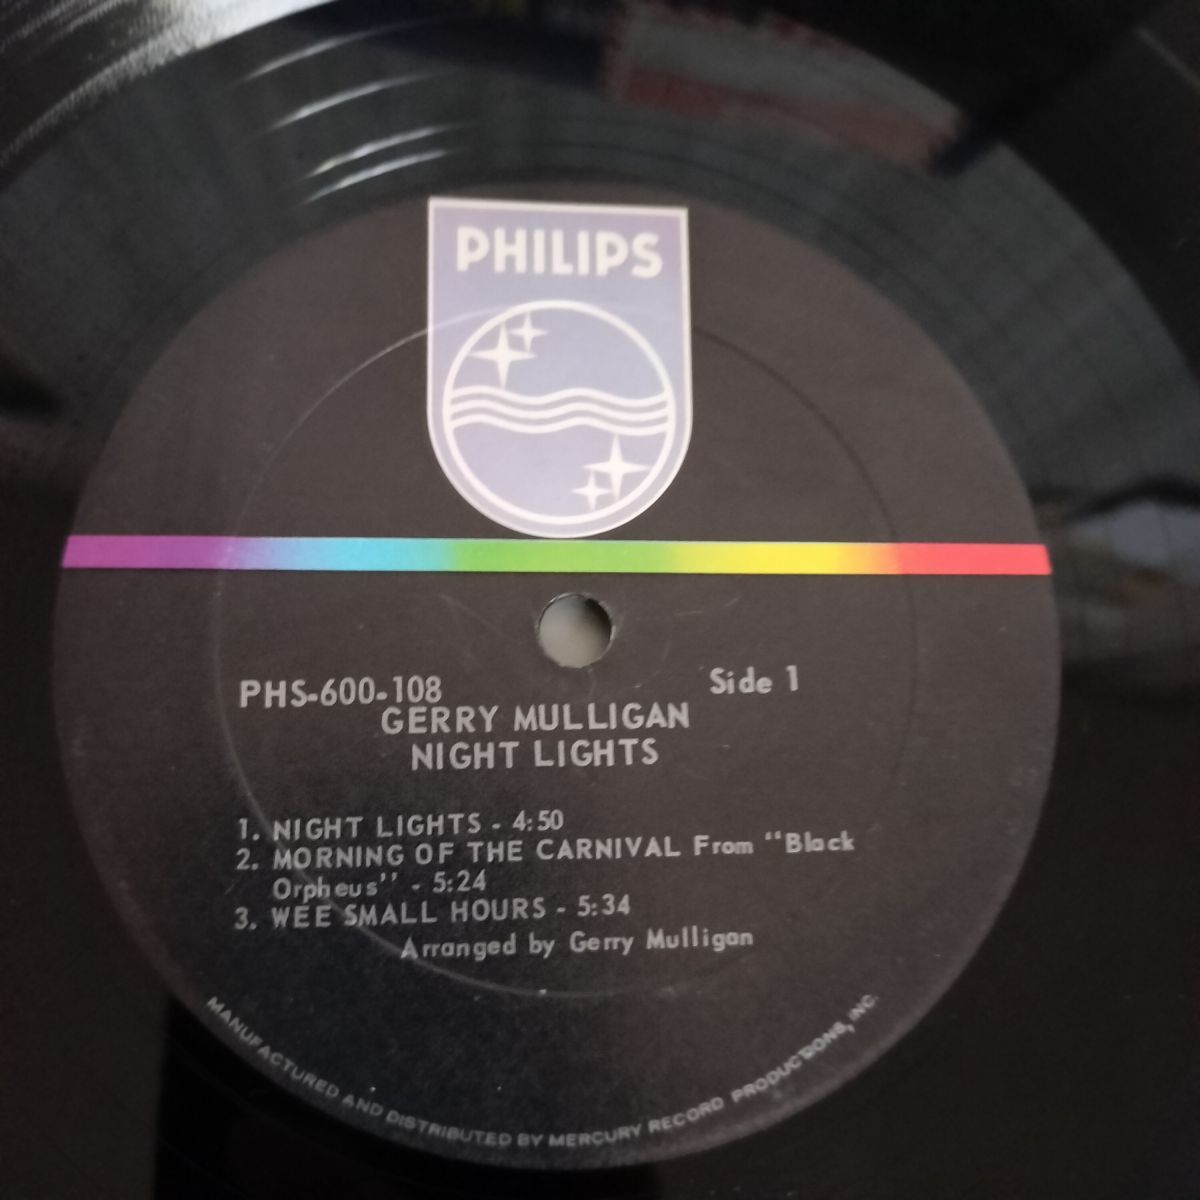 PHILIPS
PHS-600-108 Side 1
GERRY MULLIGAN
NIGHT LIGHTS
1. NIGHT LIGHTS - 4:50
2. MORNING OF THE CARNIVAL From "Black
Orpheus" - 5:24
3. WEE SMALL HOURS - 5:34
Arranged by Gerry Mulligan
MANUFACTURED AND DISTRIBUTED BY MERCURY RECORD PRODUCTIONS, INC.